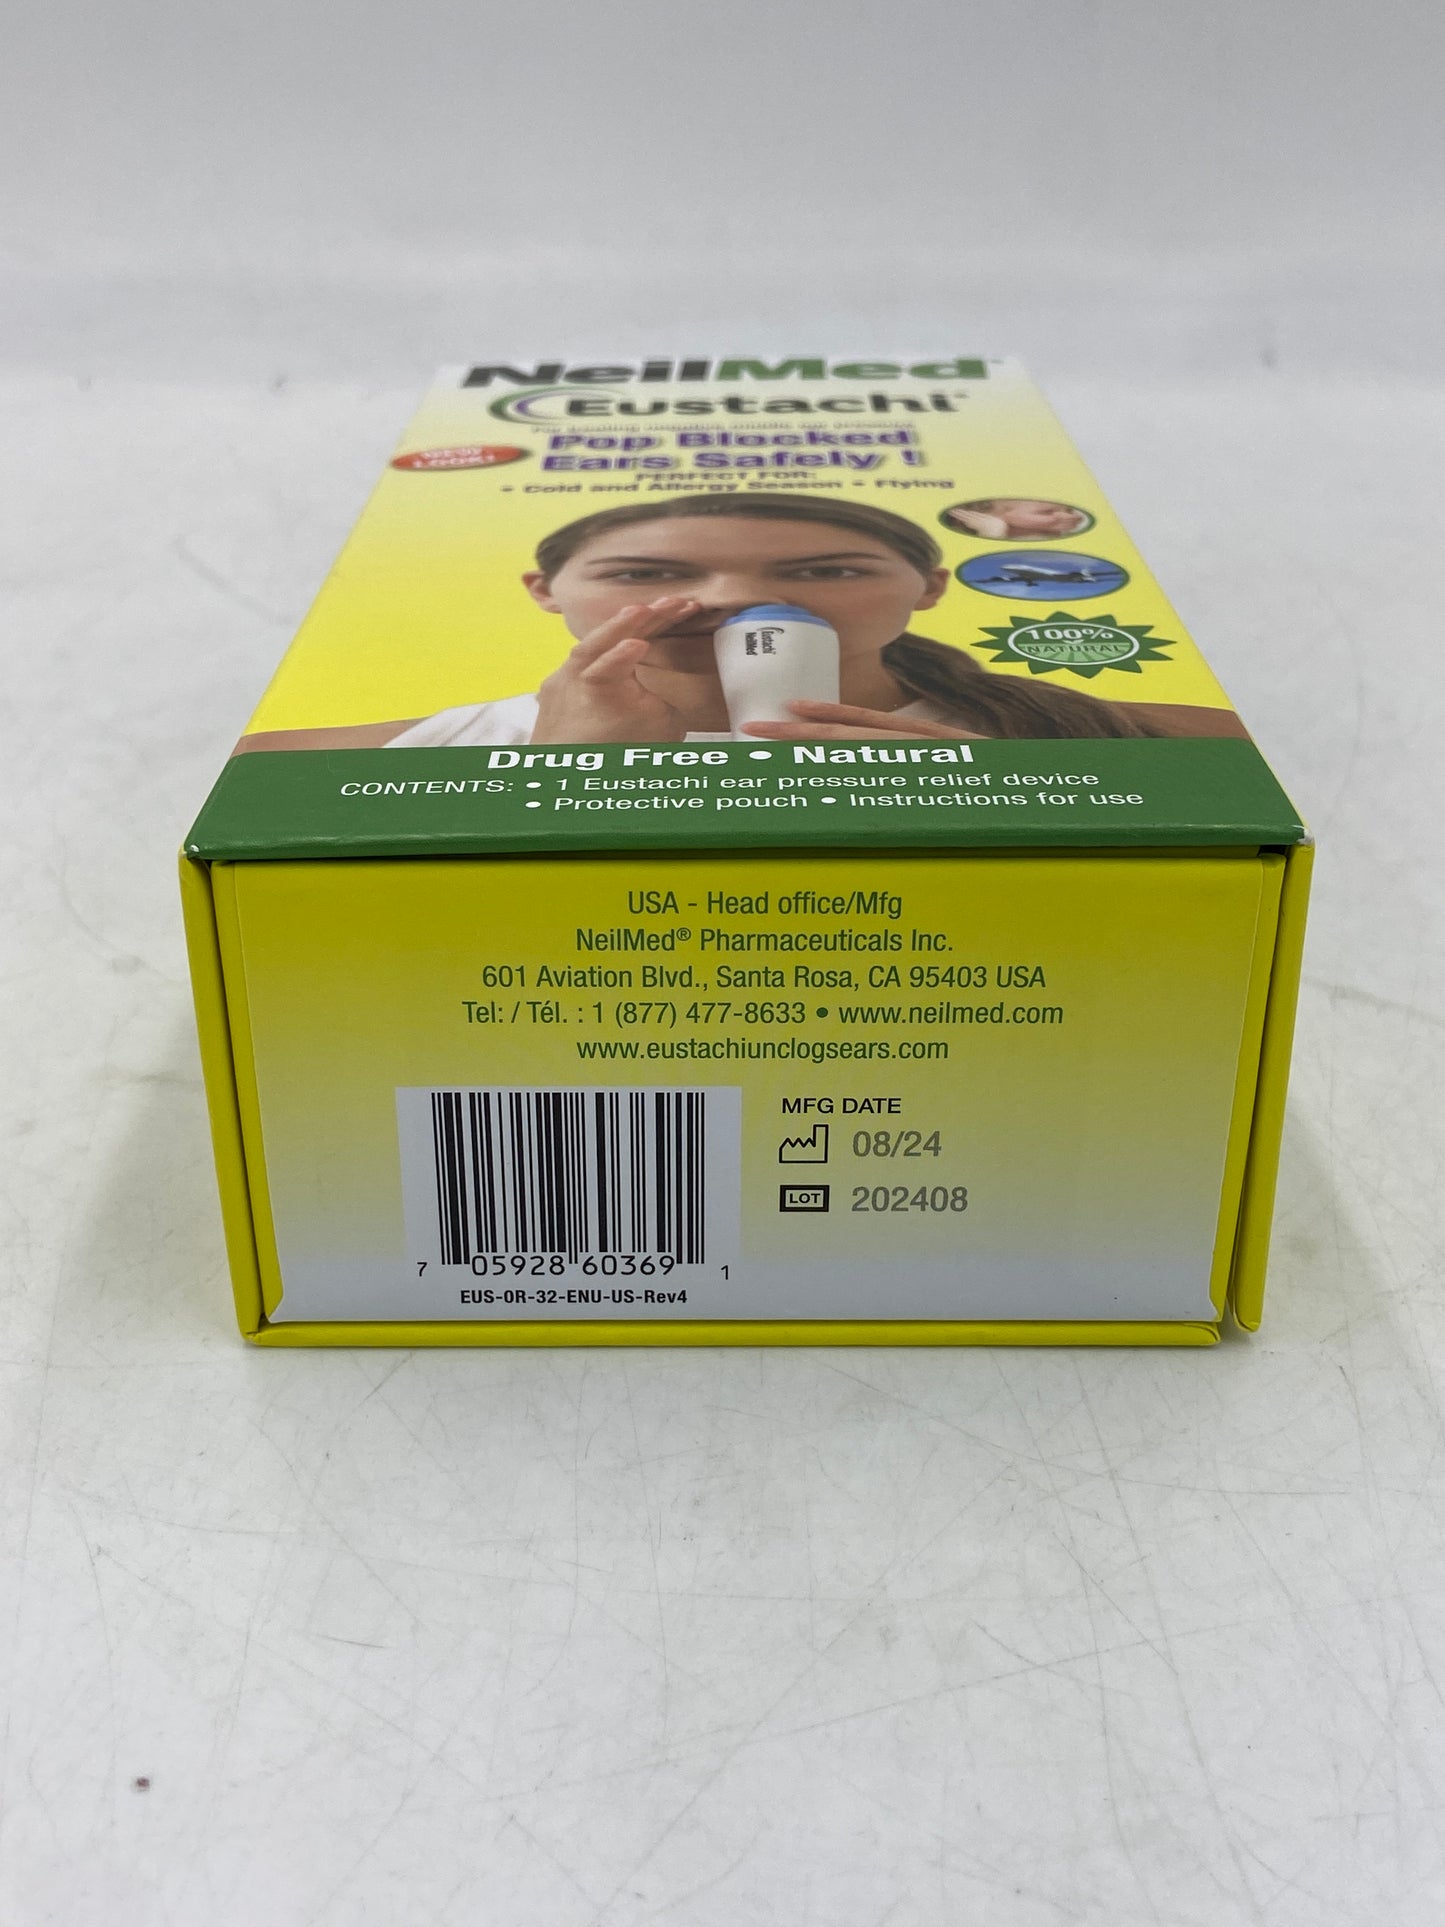 NeilMed
Eustachi
NEW
LOOK!
Pop Blocked
Ears Safely !
PERFECT FOR:
• Cold and Allergy Season • Flying
Eustachi
NeilMed
100%
NATURAL
Drug Free • Natural
CONTENTS: • 1 Eustachi ear pressure relief device
• Protective pouch • Instructions for use
USA - Head office/Mfg
NeilMed® Pharmaceuticals Inc.
601 Aviation Blvd., Santa Rosa, CA 95403 USA
Tel: / Tél. : 1 (877) 477-8633 • www.neilmed.com
www.eustachiunclogsears.com
MFG DATE
08/24
LOT 202408
7 05928 60369 1
EUS-0R-32-ENU-US-Rev4